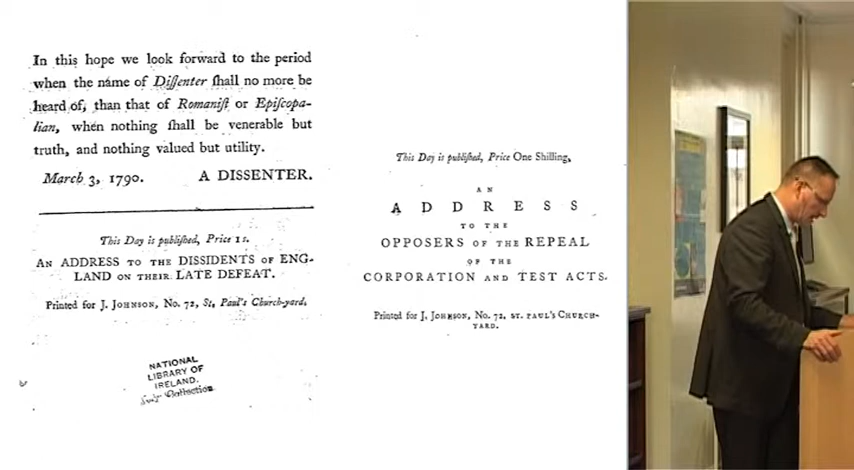 In this hope we look forward to the period
when the name of Diſſenter ſhall no more be
heard of, than that of Romaniſt or Epiſcopa-
lian, when nothing ſhall be venerable but
truth, and nothing valued but utility.
March 3, 1790. A DISSENTER.
This Day is publiſhed, Price 1s.
AN ADDRESS TO THE DISSIDENTS OF ENG-
LAND ON THEIR LATE DEFEAT.
Printed for J. JOHNSON, No. 72, St. Paul's Church-yard.
NATIONAL
LIBRARY OF
IRELAND.
This Day is publiſhed, Price One Shilling,
AN
ADDRESS
TO THE
OPPOSERS OF THE REPEAL
OF THE
CORPORATION AND TEST ACTS.
Printed for J. JOHNSON, No. 72, ST. PAUL'S CHURCH-
YARD.